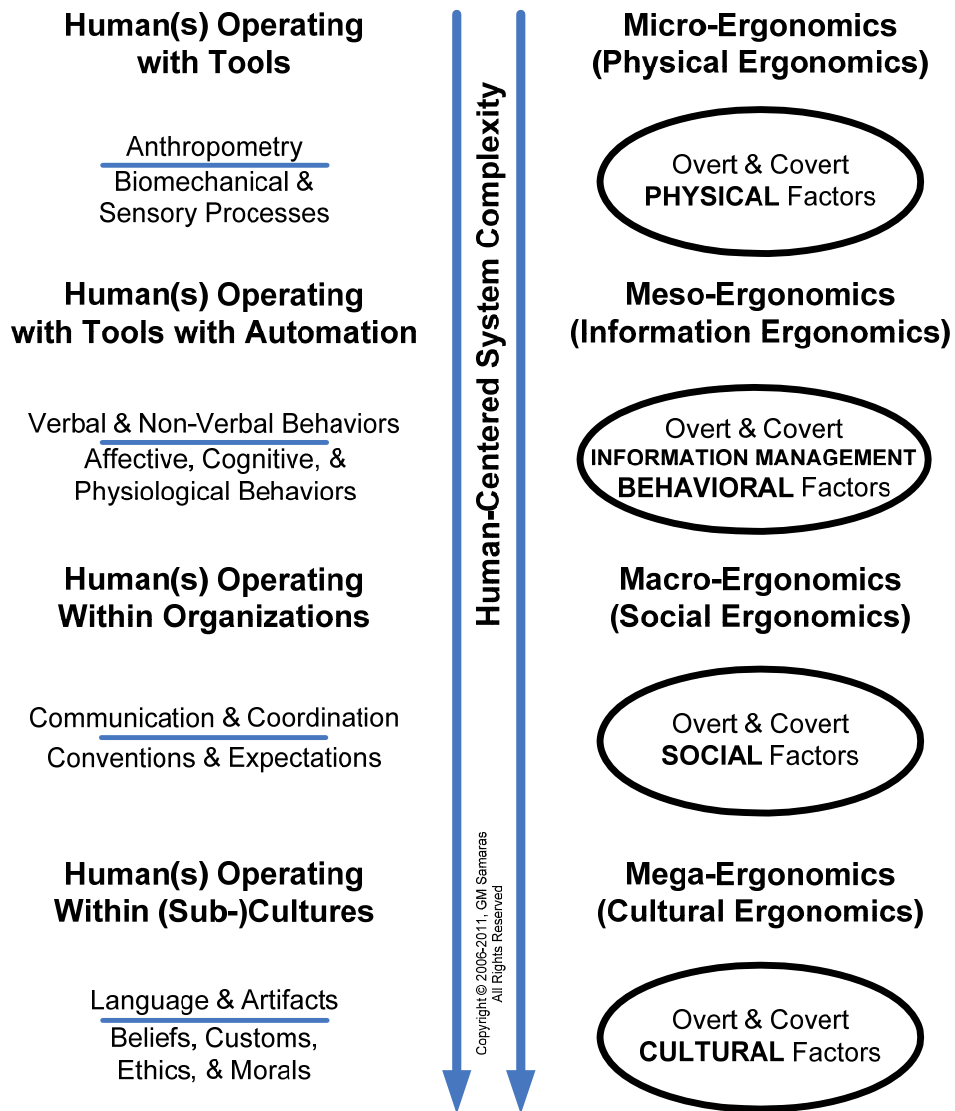 Human(s) Operating
with Tools
Anthropometry
Biomechanical &
Sensory Processes
Human(s) Operating
with Tools with Automation
Verbal & Non-Verbal Behaviors
Affective, Cognitive, &
Physiological Behaviors
Human(s) Operating
Within Organizations
Communication & Coordination
Conventions & Expectations
Human(s) Operating
Within (Sub-)Cultures
Language & Artifacts
Beliefs, Customs,
Ethics, & Morals
Human-Centered System Complexity
Copyright © 2006-2011, GM Samaras
All Rights Reserved
Micro-Ergonomics
(Physical Ergonomics)
Overt & Covert
PHYSICAL Factors
Meso-Ergonomics
(Information Ergonomics)
Overt & Covert
INFORMATION MANAGEMENT
BEHAVIORAL Factors
Macro-Ergonomics
(Social Ergonomics)
Overt & Covert
SOCIAL Factors
Mega-Ergonomics
(Cultural Ergonomics)
Overt & Covert
CULTURAL Factors